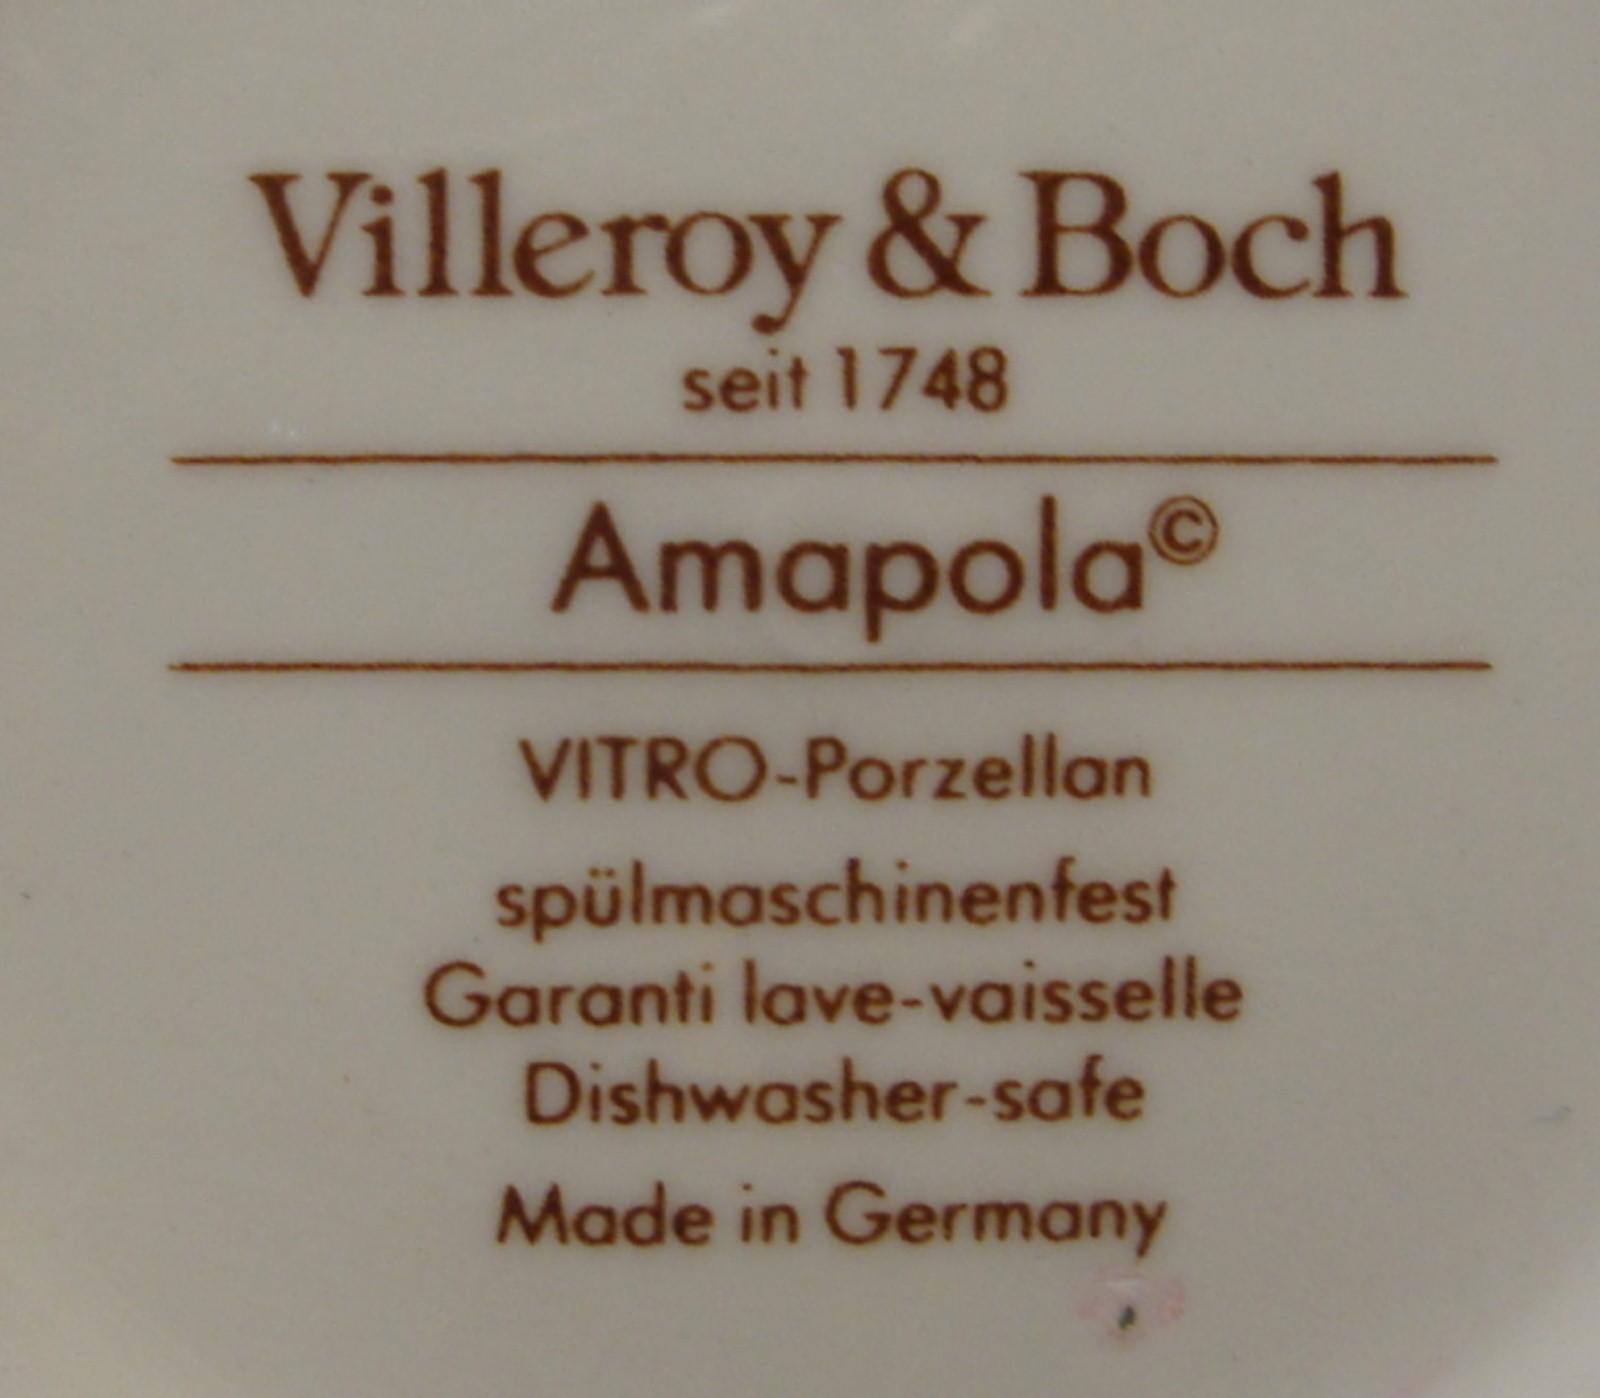 Villeroy & Boch
seit 1748
Amapola©
VITRO-Porzellan
spülmaschinenfest
Garanti lave-vaisselle
Dishwasher-safe
Made in Germany